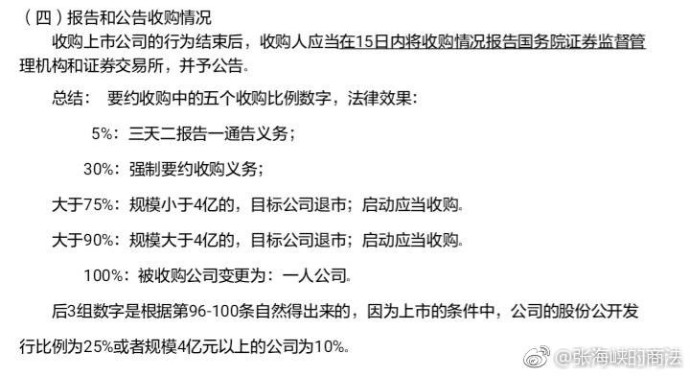 （四）报告和公告收购情况
收购上市公司的行为结束后，收购人应当在15日内将收购情况报告国务院证券监督管
理机构和证券交易所，并予公告。
总结： 要约收购中的五个收购比例数字，法律效果：
5%：三天二报告一通告义务；
30%：强制要约收购义务；
大于75%：规模小于4亿的，目标公司退市；启动应当收购。
大于90%：规模大于4亿的，目标公司退市；启动应当收购。
100%：被收购公司变更为：一人公司。
后3组数字是根据第96-100条自然得出来的，因为上市的条件中，公司的股份公开发
行比例为25%或者规模4亿元以上的公司为10%。
@张海峡的商法